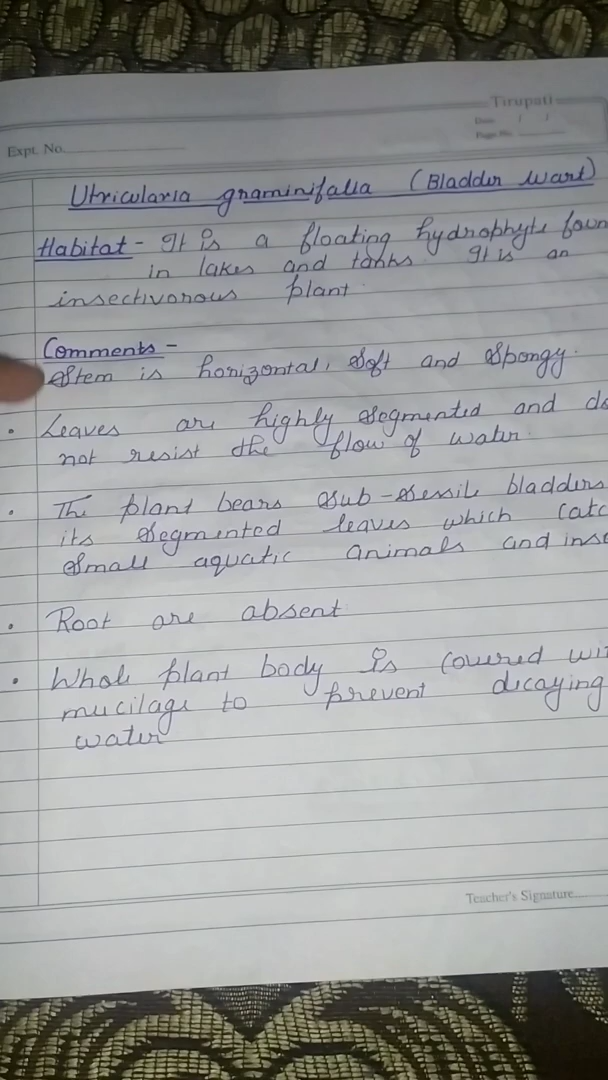 Tirupati
Date / /
Expt. No.
Page No.
Utricularia graminifalia (Bladder wart)
Habitat - It is a floating hydrophyte foun
in lakes and tanks It is an
insectivorous plant
Comments -
Stem is horizontal, Soft and Spongy.
• Leaves are highly segmented and do
not resist the flow of water.
• The plant bears sub-sessile bladders
its segmented leaves which catc
small aquatic animals and inse
• Root are absent
• Whole plant body is covered wi
mucilage to prevent decaying
water
Teacher's Signature